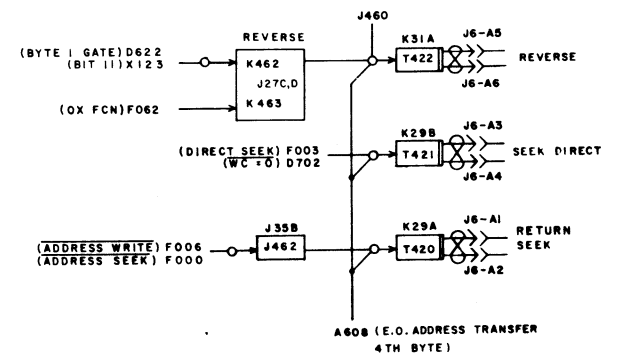 J460
REVERSE
K31A
J6-A5
(BYTE 1 GATE) D622
(BIT 11) X123
K462
T422
REVERSE
J27C,D
J6-A6
(OX FCN) F062
K463
K29B
J6-A3
(DIRECT SEEK) F003
(WC = 0) D702
T421
SEEK DIRECT
J6-A4
J35B
K29A
J6-A1
(ADDRESS WRITE) F006
(ADDRESS SEEK) F000
J462
T420
RETURN
SEEK
J6-A2
A608 (E.O. ADDRESS TRANSFER
4TH BYTE)